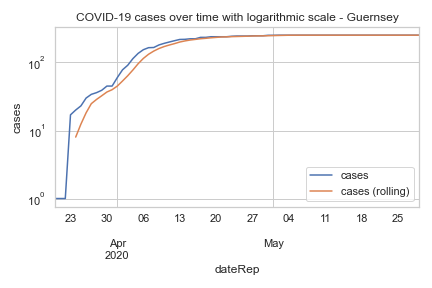 COVID-19 cases over time with logarithmic scale - Guernsey
cases
10²
10¹
10⁰
cases
cases (rolling)
23 30 06 13 20 27 04 11 18 25
Apr May
2020
dateRep